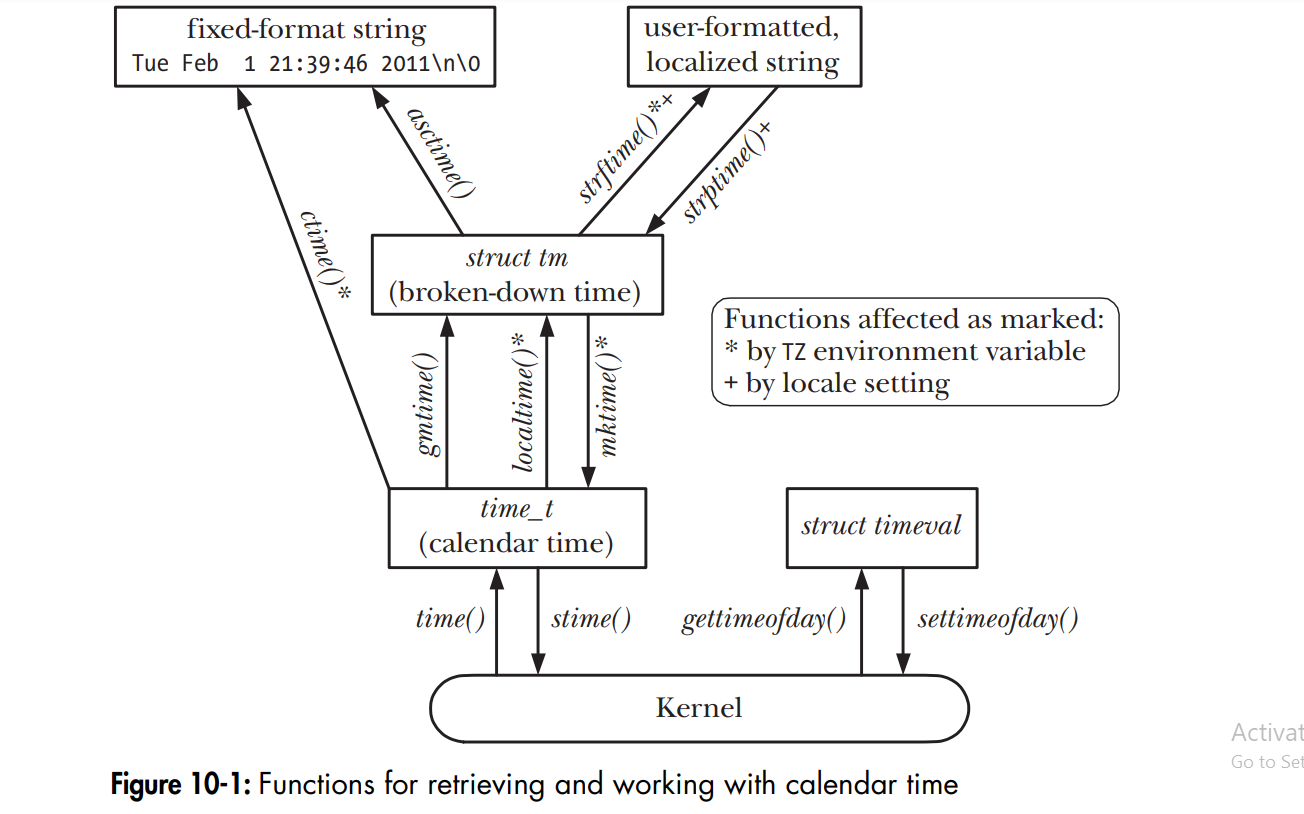 fixed-format string
Tue Feb  1 21:39:46 2011\n\0
user-formatted,
localized string
asctime()
strftime()*+
strptime()+
ctime()*
struct tm
(broken-down time)
Functions affected as marked:
* by TZ environment variable
+ by locale setting
gmtime()
localtime()*
mktime()*
time_t
(calendar time)
struct timeval
time()
stime()
gettimeofday()
settimeofday()
Kernel
Activat
Go to Set
Figure 10-1: Functions for retrieving and working with calendar time